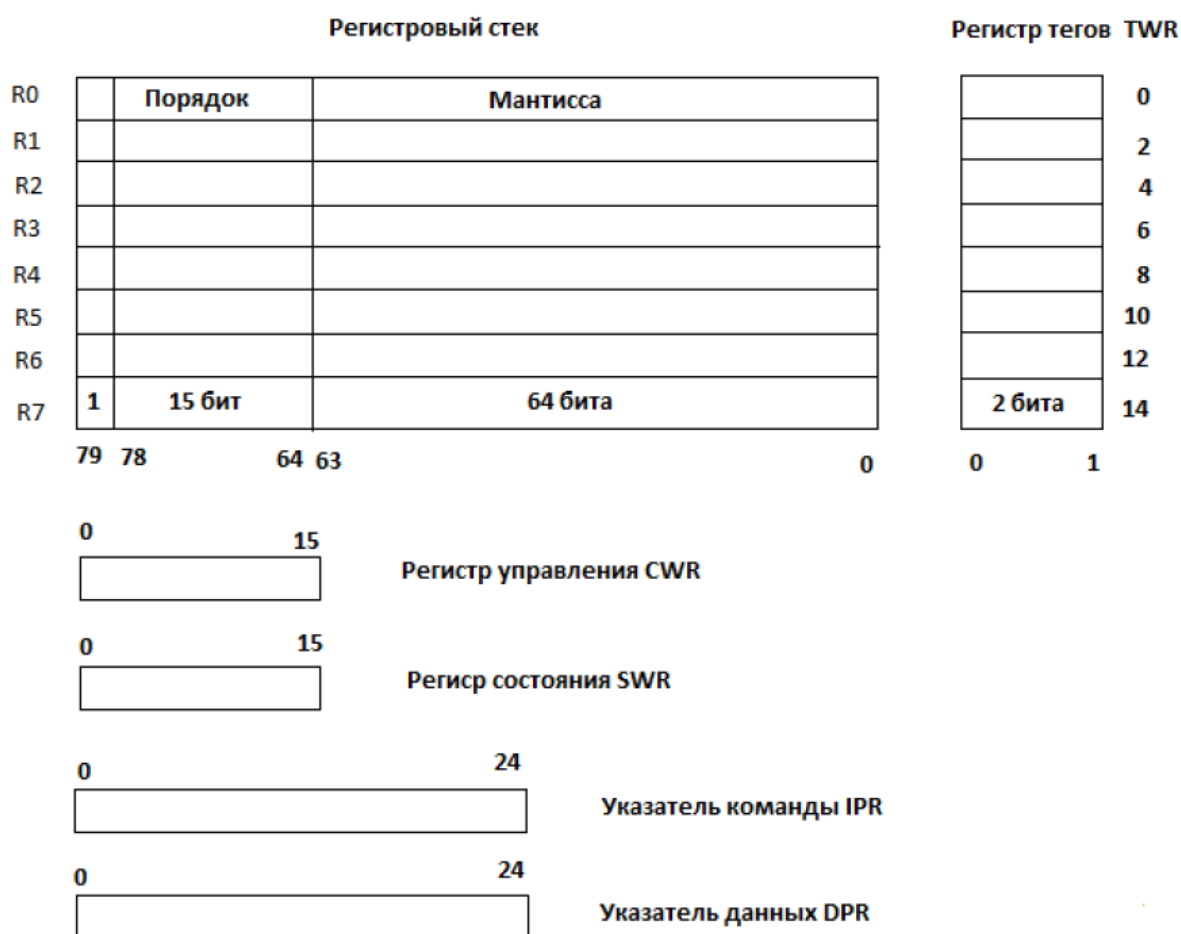 Регистровый стек Регистр тегов TWR
R0 Порядок Мантисса 0
R1 2
R2 4
R3 6
R4 8
R5 10
R6 12
R7 1 15 бит 64 бита 2 бита 14
79 78 64 63 0 0 1
0 15
Регистр управления CWR
0 15
Региср состояния SWR
0 24
Указатель команды IPR
0 24
Указатель данных DPR